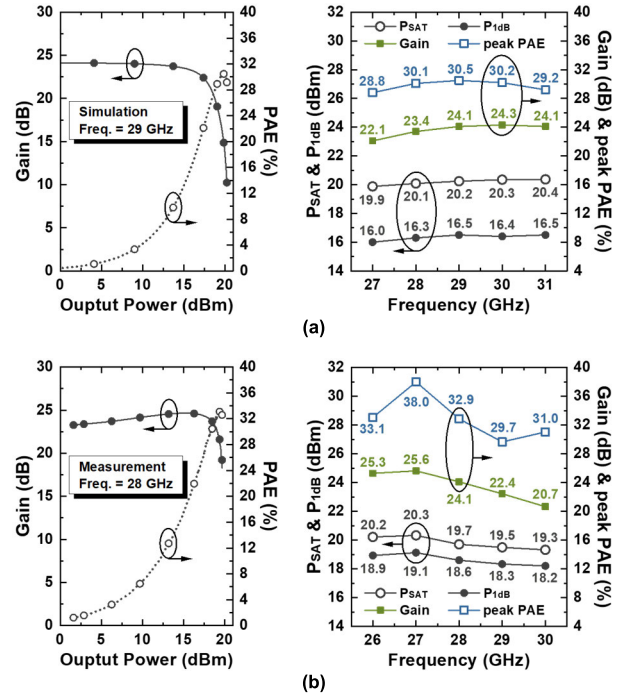 30
25
20
15
10
5
0
Gain (dB)
40
36
32
28
24
20
16
12
8
4
0
PAE (%)
Simulation
Freq. = 29 GHz
0 5 10 15 20
Ouptut Power (dBm)
32
30
28
26
24
22
20
18
16
14
PSAT & P1dB (dBm)
PSAT P1dB
Gain peak PAE
28.8 30.1 30.5 30.2 29.2
22.1 23.4 24.1 24.3 24.1
19.9 20.1 20.2 20.3 20.4
16.0 16.3 16.5 16.4 16.5
40
36
32
28
24
20
16
12
8
4
0
Gain (dB) & peak PAE (%)
27 28 29 30 31
Frequency (GHz)
(a)
30
25
20
15
10
5
0
Gain (dB)
40
36
32
28
24
20
16
12
8
4
0
PAE (%)
Measurement
Freq. = 28 GHz
0 5 10 15 20
Ouptut Power (dBm)
32
30
28
26
24
22
20
18
16
14
PSAT & P1dB (dBm)
33.1 38.0 32.9 29.7 31.0
25.3 25.6 24.1 22.4 20.7
20.2 20.3 19.7 19.5 19.3
18.9 19.1 18.6 18.3 18.2
PSAT P1dB
Gain peak PAE
40
36
32
28
24
20
16
12
8
4
0
Gain (dB) & peak PAE (%)
26 27 28 29 30
Frequency (GHz)
(b)